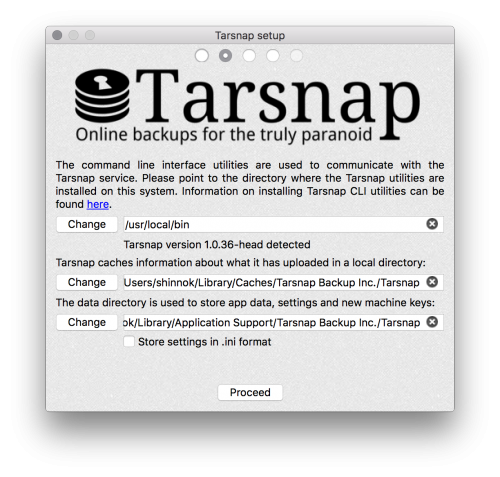 Tarsnap setup
Tarsnap
Online backups for the truly paranoid
The command line interface utilities are used to communicate with the
Tarsnap service. Please point to the directory where the Tarsnap utilities are
installed on this system. Information on installing Tarsnap CLI utilities can be
found here.
Change /usr/local/bin
Tarsnap version 1.0.36-head detected
Tarsnap caches information about what it has uploaded in a local directory:
Change Users/shinnok/Library/Caches/Tarsnap Backup Inc./Tarsnap
The data directory is used to store app data, settings and new machine keys:
Change ok/Library/Application Support/Tarsnap Backup Inc./Tarsnap
Store settings in .ini format
Proceed